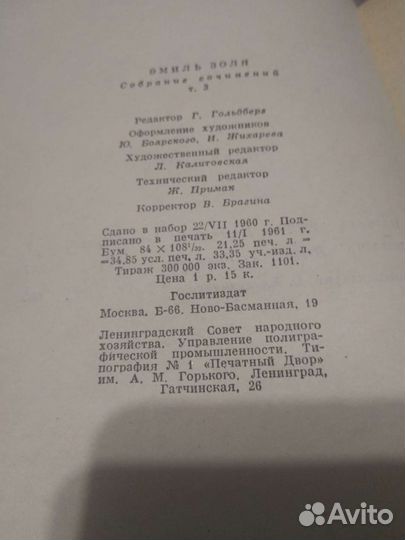 ЭМИЛЬ ЗОЛЯ
Собрание сочинений
т. 3
Редактор Г. Гольдберг
Оформление художников
Ю. Боярского, И. Жихарева
Художественный редактор
Л. Калитовская
Технический редактор
Ж. Примак
Корректор В. Брагина
Сдано в набор 22/VII 1960 г. Под-
писано в печать 11/I 1961 г.
Бум 84 × 108¹/₃₂. 21,25 печ. л =
=34,85 усл. печ. л. 33,35 уч.-изд. л,
Тираж 300 000 экз. Зак. 1101.
Цена 1 р. 15 к.
Гослитиздат
Москва, Б-66, Ново-Басманная, 19
Ленинградский Совет народного
хозяйства. Управление полигра-
фической промышленности. Ти-
пография № 1 «Печатный Двор»
им. А. М. Горького. Ленинград,
Гатчинская, 26
Avito